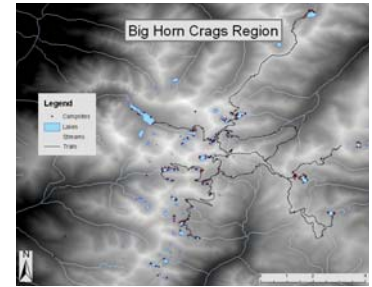 Big Horn Crags Region
Legend
Campsites
Lakes
Streams
Trails
N